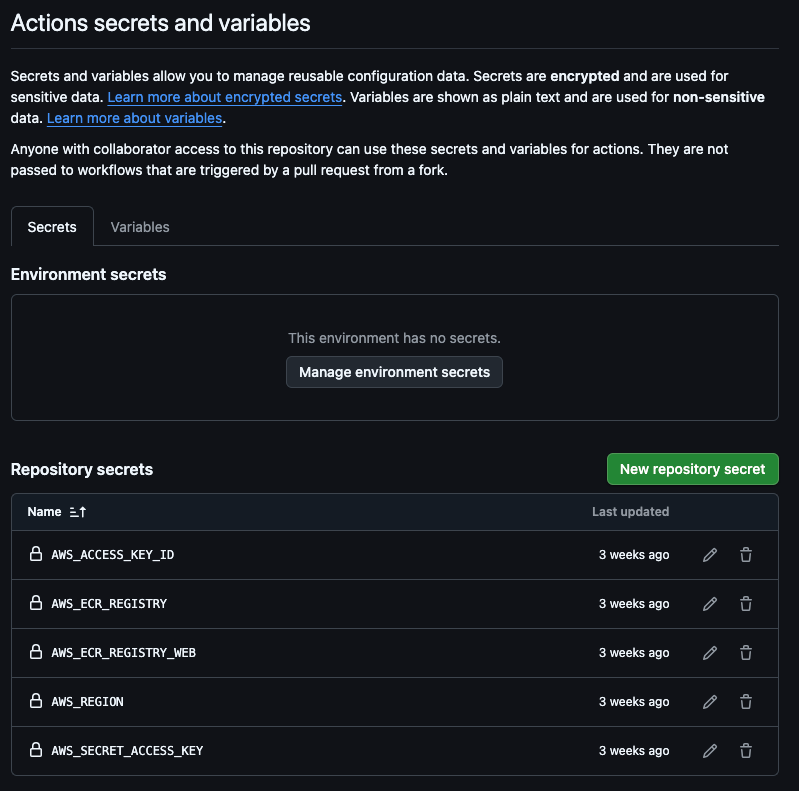 Actions secrets and variables
Secrets and variables allow you to manage reusable configuration data. Secrets are encrypted and are used for
sensitive data. Learn more about encrypted secrets. Variables are shown as plain text and are used for non-sensitive
data. Learn more about variables.
Anyone with collaborator access to this repository can use these secrets and variables for actions. They are not
passed to workflows that are triggered by a pull request from a fork.
Secrets Variables
Environment secrets
This environment has no secrets.
Manage environment secrets
Repository secrets New repository secret
Name Last updated
AWS_ACCESS_KEY_ID 3 weeks ago
AWS_ECR_REGISTRY 3 weeks ago
AWS_ECR_REGISTRY_WEB 3 weeks ago
AWS_REGION 3 weeks ago
AWS_SECRET_ACCESS_KEY 3 weeks ago